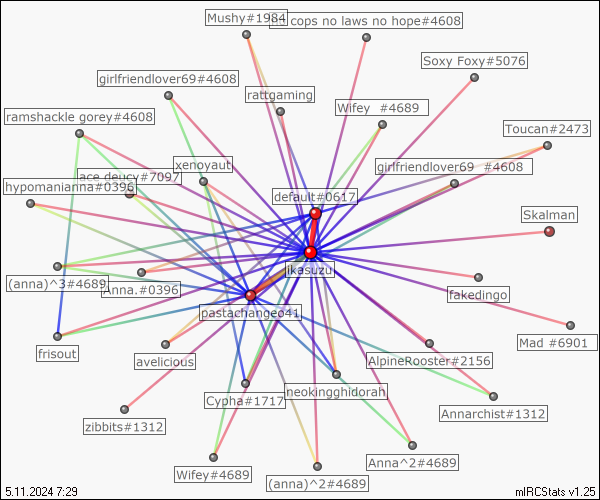 Mushy#1984
cops no laws no hope#4608
Soxy Foxy#5076
girlfriendlover69#4608
rattgaming
Wifey #4689
ramshackle gorey#4608
Toucan#2473
xenoyaut
girlfriendlover69 #4608
ace deucy#7097
hypomanianna#0396
default#0617
Skalman
likasuzu
(anna)^3#4689
Anna.#0396
fakedingo
pastachangeo41
Mad #6901
frisout
avelicious
AlpineRooster#2156
neokingghidorah
Cypha#1717
Annarchist#1312
zibbits#1312
Anna^2#4689
Wifey#4689
(anna)^2#4689
5.11.2024 7:29
mIRCStats v1.25